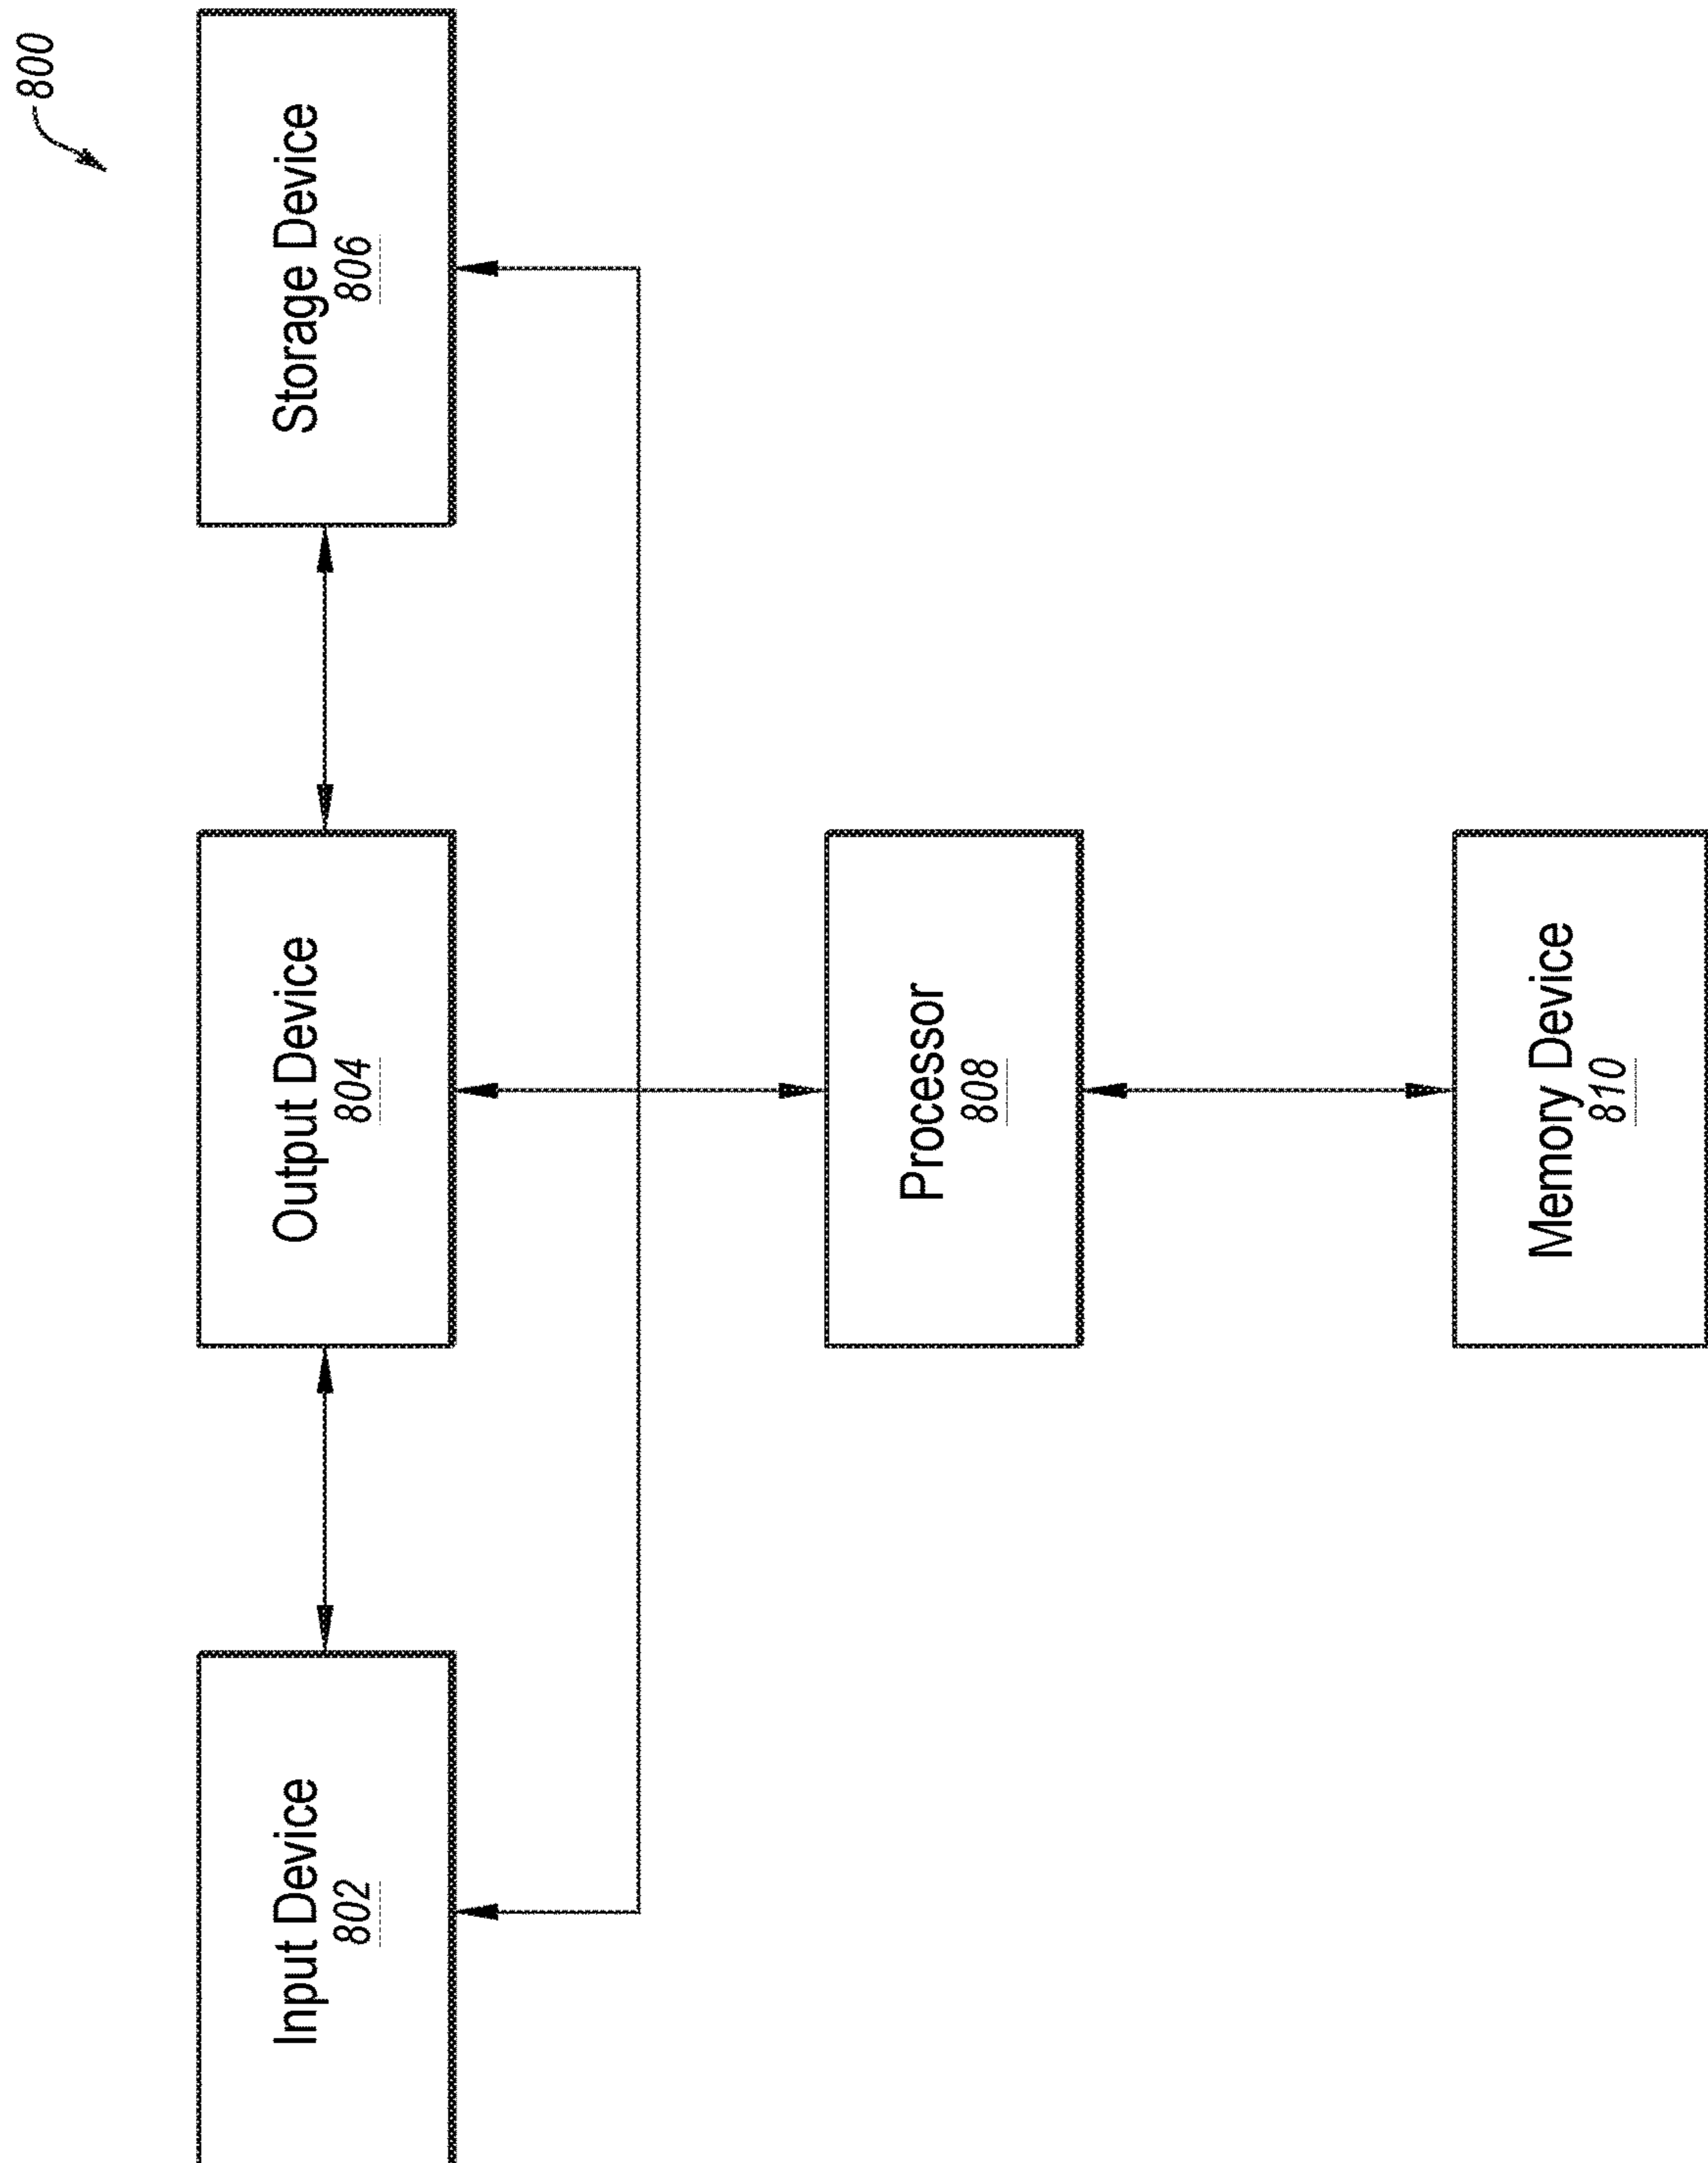 800
Input Device
802
Output Device
804
Storage Device
806
Processor
808
Memory Device
810